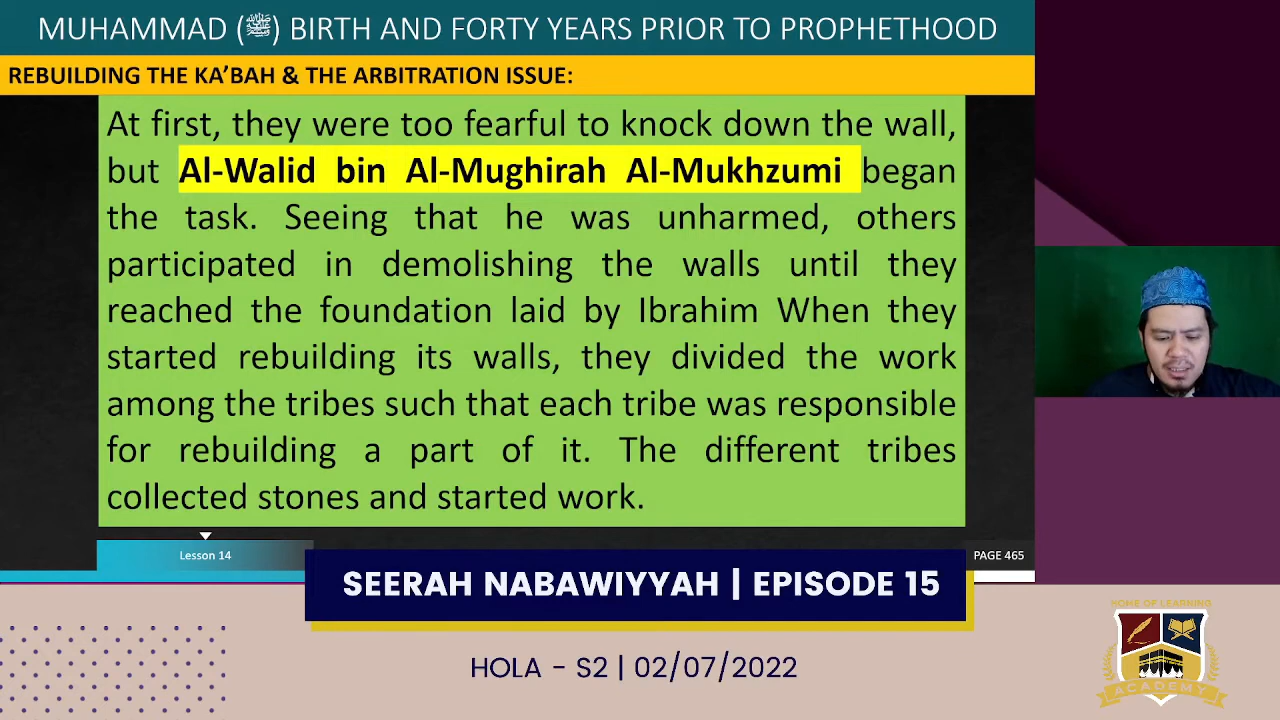 MUHAMMAD (ﷺ) BIRTH AND FORTY YEARS PRIOR TO PROPHETHOOD
REBUILDING THE KA’BAH & THE ARBITRATION ISSUE:
At first, they were too fearful to knock down the wall,
but Al-Walid bin Al-Mughirah Al-Mukhzumi began
the task. Seeing that he was unharmed, others
participated in demolishing the walls until they
reached the foundation laid by Ibrahim When they
started rebuilding its walls, they divided the work
among the tribes such that each tribe was responsible
for rebuilding a part of it. The different tribes
collected stones and started work.
Lesson 14
PAGE 465
SEERAH NABAWIYYAH | EPISODE 15
HOLA - S2 | 02/07/2022
HOME OF LEARNING
ACADEMY